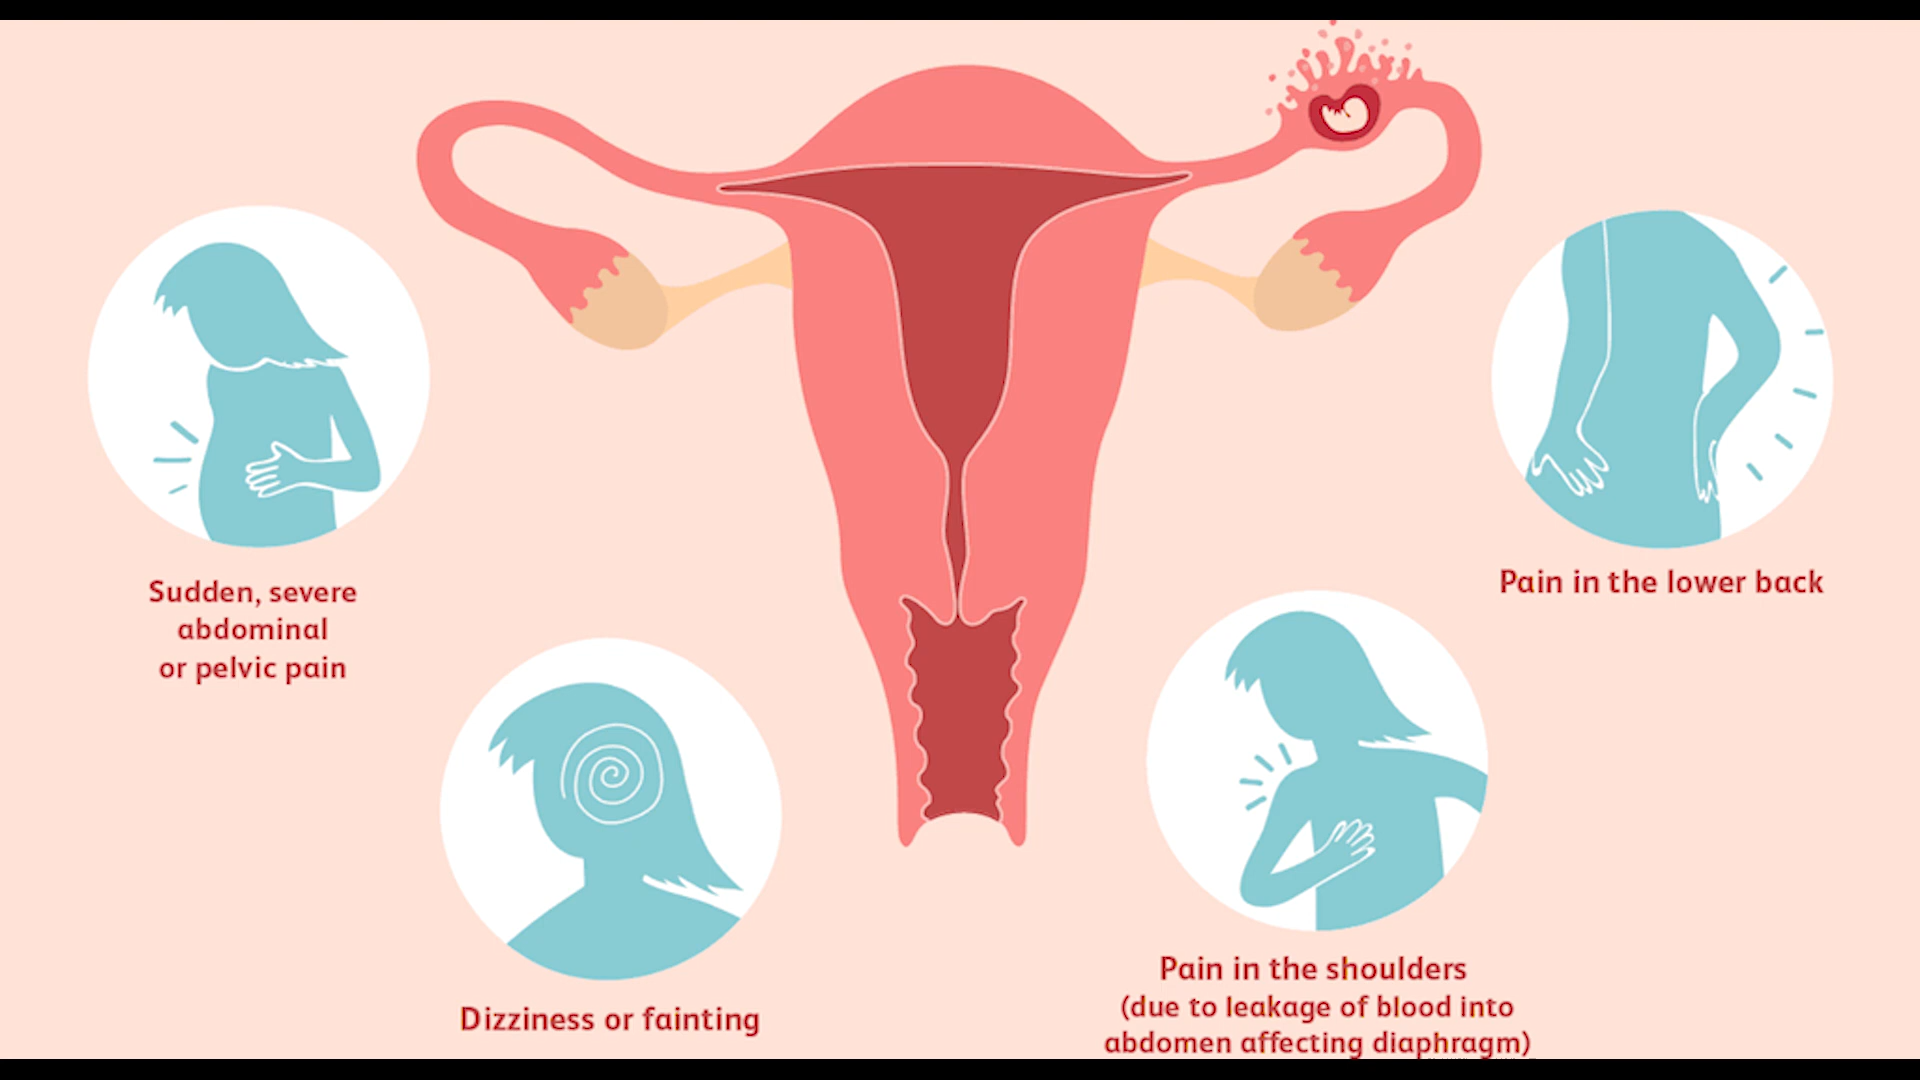 Sudden, severe
abdominal
or pelvic pain
Dizziness or fainting
Pain in the shoulders
(due to leakage of blood into
abdomen affecting diaphragm)
Pain in the lower back